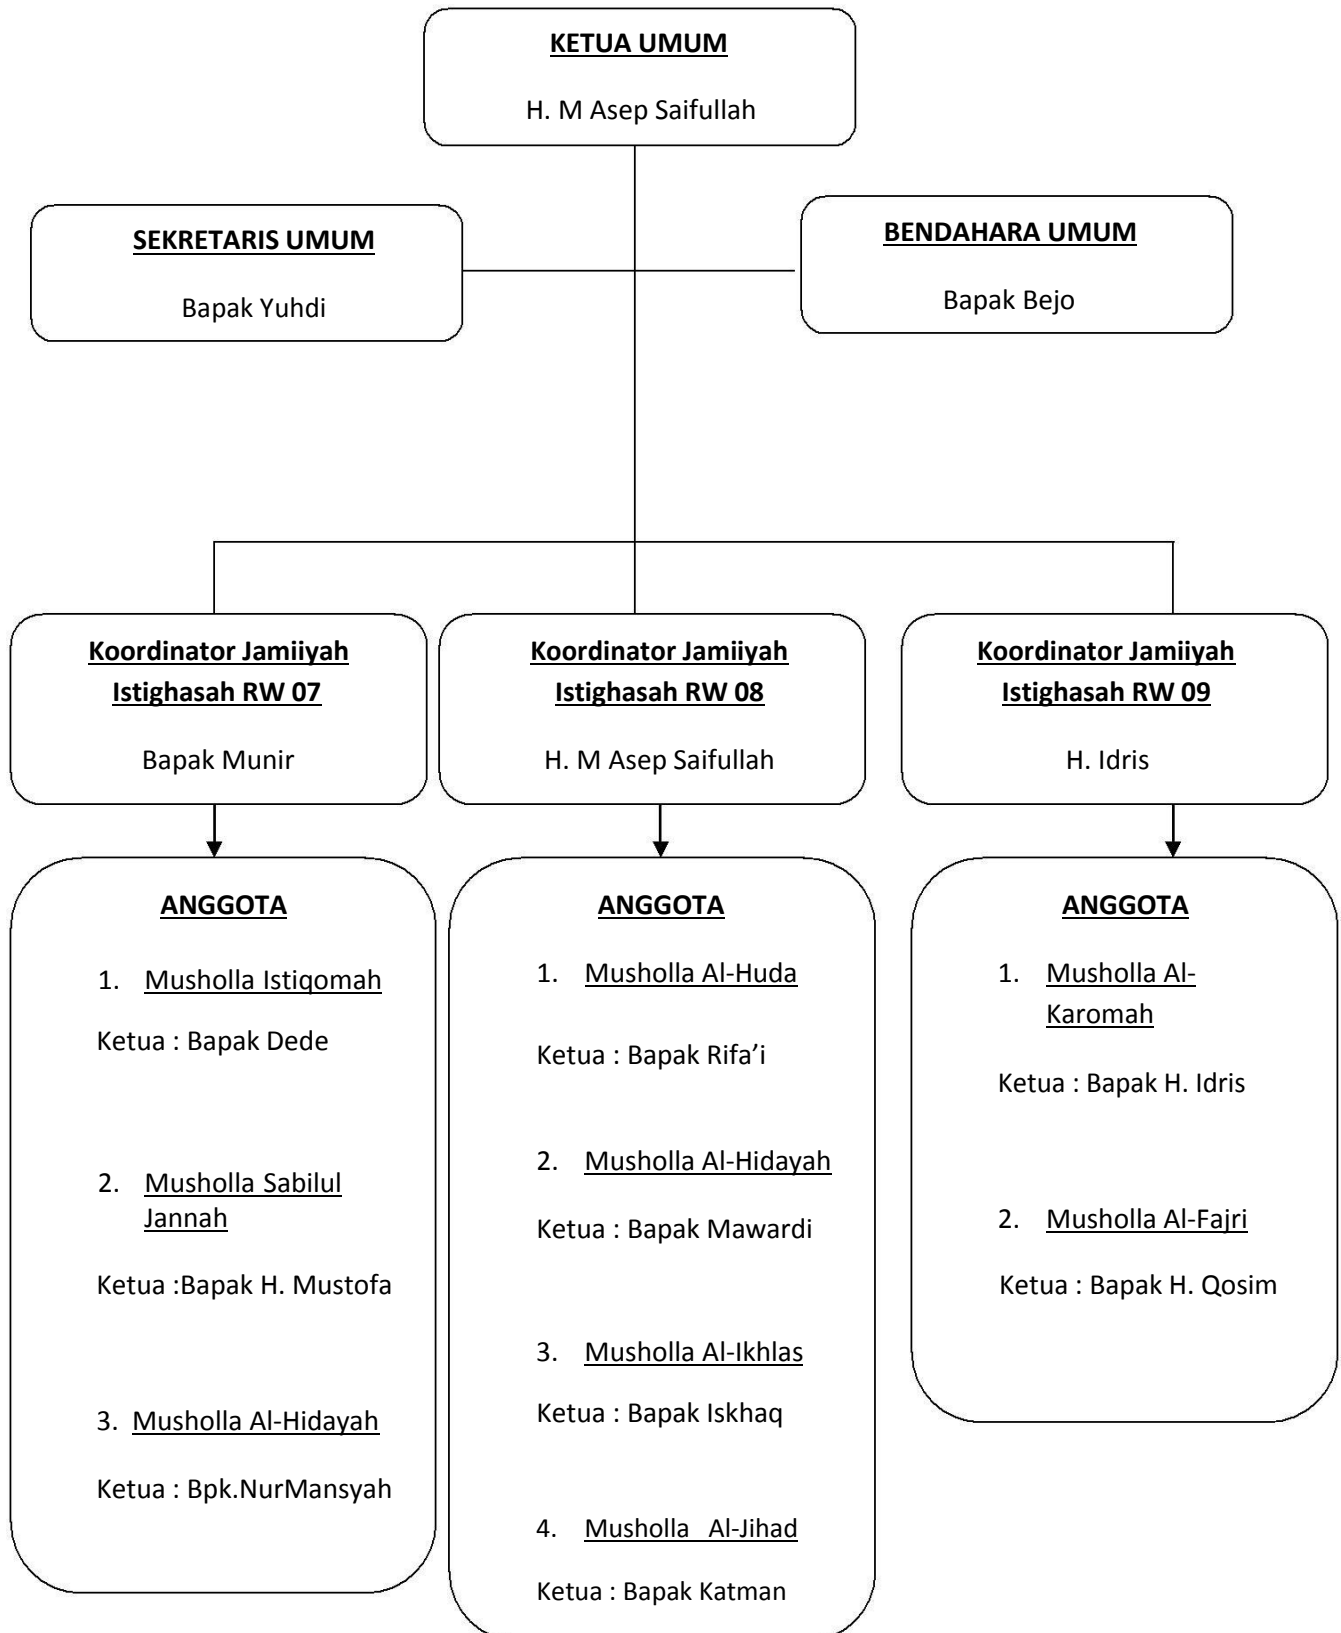 KETUA UMUM
H. M Asep Saifullah
SEKRETARIS UMUM
Bapak Yuhdi
BENDAHARA UMUM
Bapak Bejo
Koordinator Jamiiyah
Istighasah RW 07
Bapak Munir
Koordinator Jamiiyah
Istighasah RW 08
H. M Asep Saifullah
Koordinator Jamiiyah
Istighasah RW 09
H. Idris
ANGGOTA
1. Musholla Istiqomah
Ketua : Bapak Dede
2. Musholla Sabilul
Jannah
Ketua :Bapak H. Mustofa
3. Musholla Al-Hidayah
Ketua : Bpk.NurMansyah
ANGGOTA
1. Musholla Al-Huda
Ketua : Bapak Rifa’i
2. Musholla Al-Hidayah
Ketua : Bapak Mawardi
3. Musholla Al-Ikhlas
Ketua : Bapak Iskhaq
4. Musholla Al-Jihad
Ketua : Bapak Katman
ANGGOTA
1. Musholla Al-
Karomah
Ketua : Bapak H. Idris
2. Musholla Al-Fajri
Ketua : Bapak H. Qosim